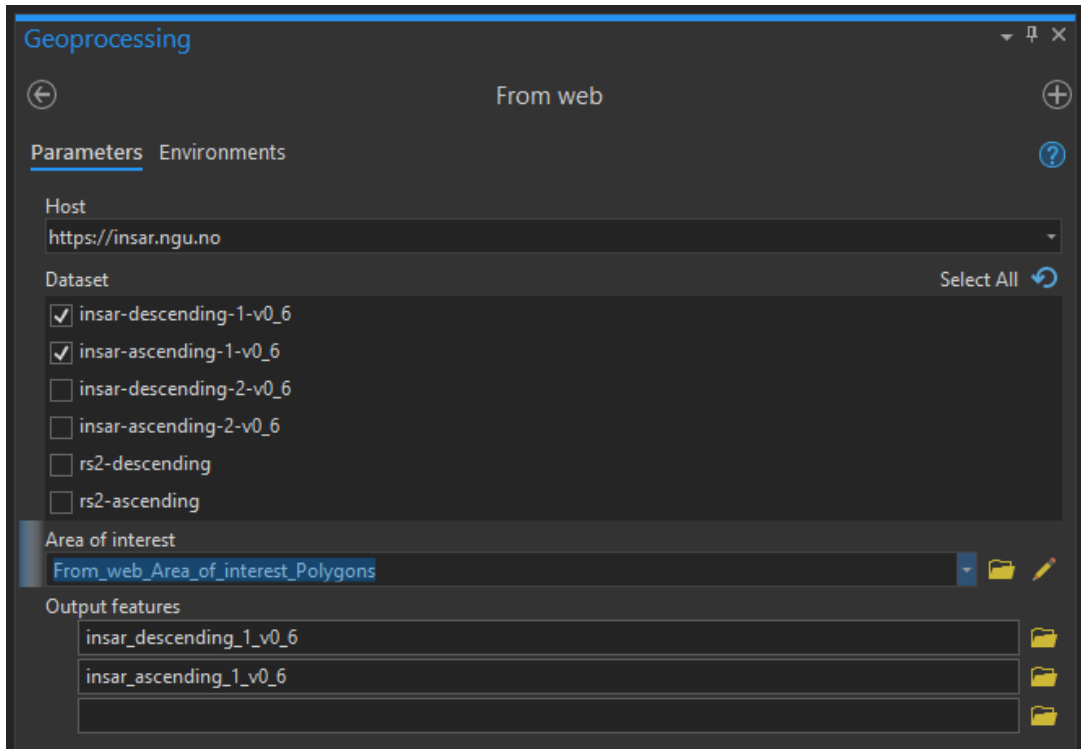 Geoprocessing
From web
Parameters Environments
Host
https://insar.ngu.no
Dataset Select All
insar-descending-1-v0_6
insar-ascending-1-v0_6
insar-descending-2-v0_6
insar-ascending-2-v0_6
rs2-descending
rs2-ascending
Area of interest
From_web_Area_of_interest_Polygons
Output features
insar_descending_1_v0_6
insar_ascending_1_v0_6